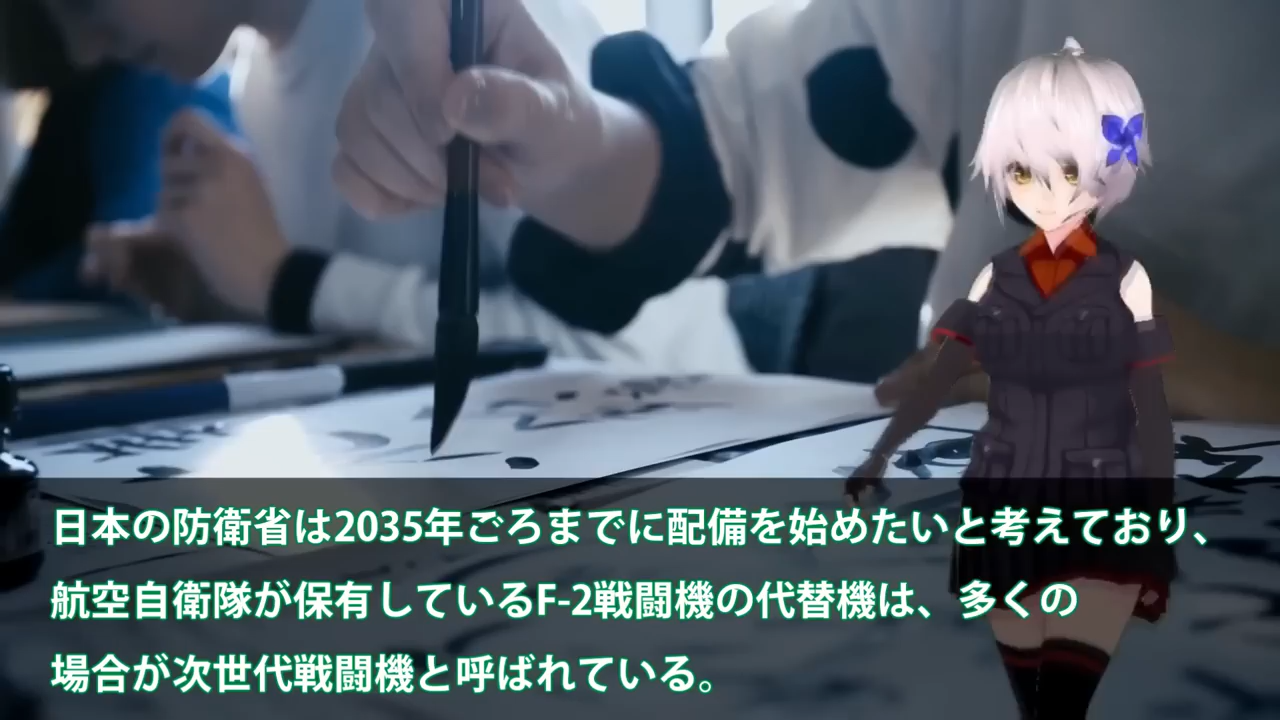 日本の防衛省は2035年ごろまでに配備を始めたいと考えており、
航空自衛隊が保有しているF-2戦闘機の代替機は、多くの
場合が次世代戦闘機と呼ばれている。